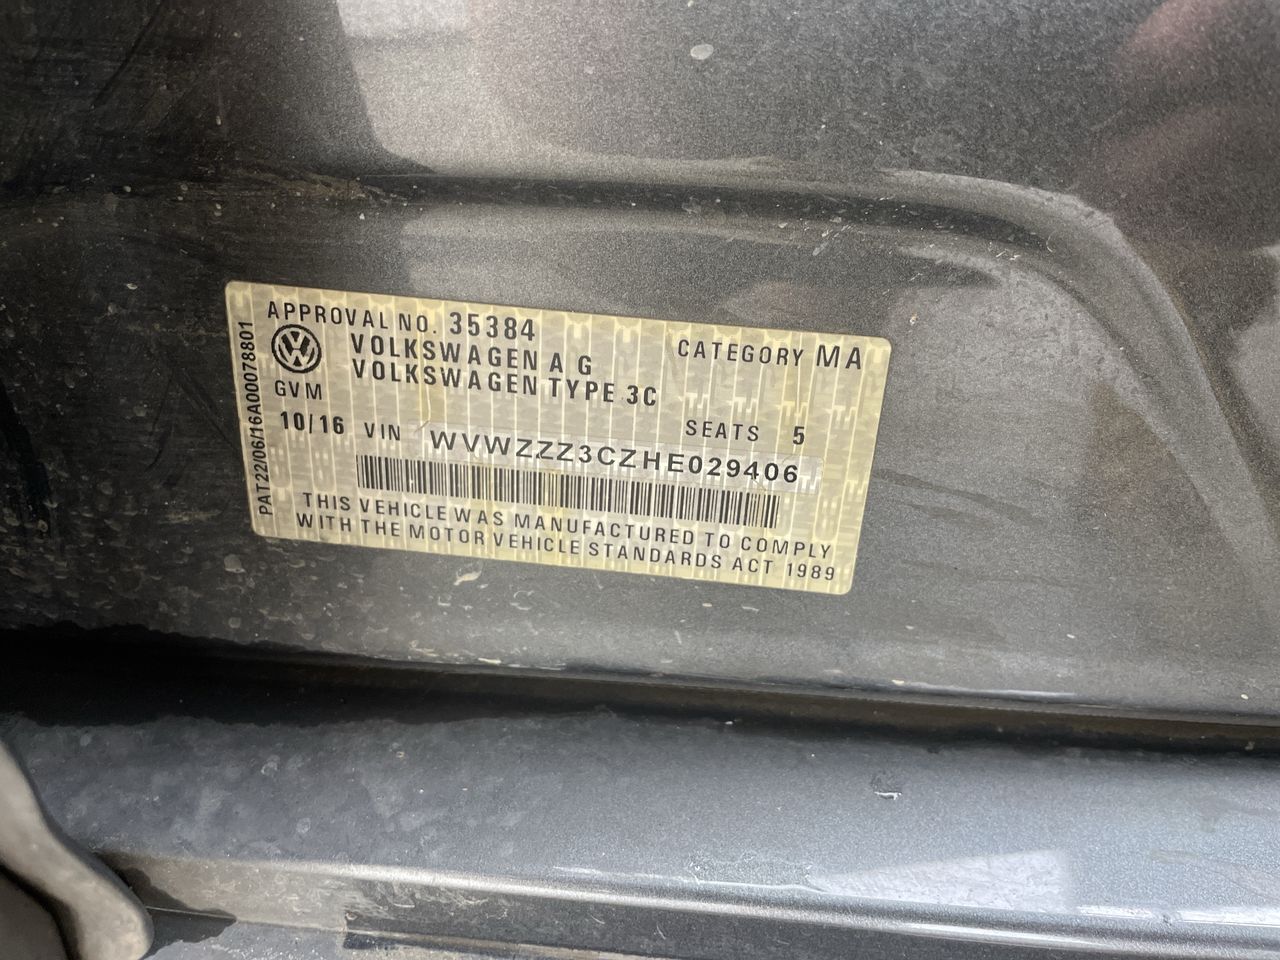 APPROVAL NO. 35384
VOLKSWAGEN A G
CATEGORY MA
VOLKSWAGEN TYPE 3C
GVM
SEATS 5
10/16 VIN WVWZZZ3CZHE029406
THIS VEHICLE WAS MANUFACTURED TO COMPLY
WITH THE MOTOR VEHICLE STANDARDS ACT 1989
PAT22/06/16A00078801